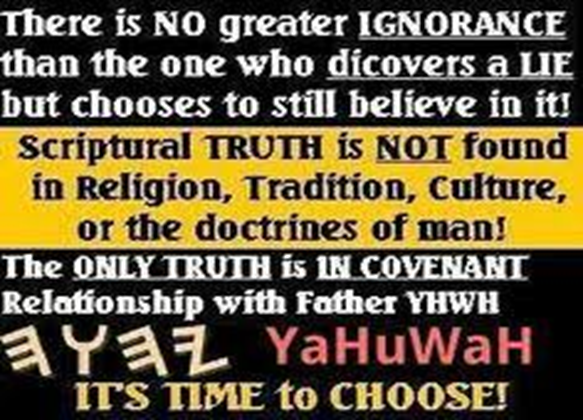 There is NO greater IGNORANCE
than the one who dicovers a LIE
but chooses to still believe in it!
Scriptural TRUTH is NOT found
in Religion, Tradition, Culture,
or the doctrines of man!
The ONLY TRUTH is IN COVENANT
Relationship with Father YHWH
𐤄𐤅𐤄𐤉 YaHuWaH
IT'S TIME to CHOOSE!